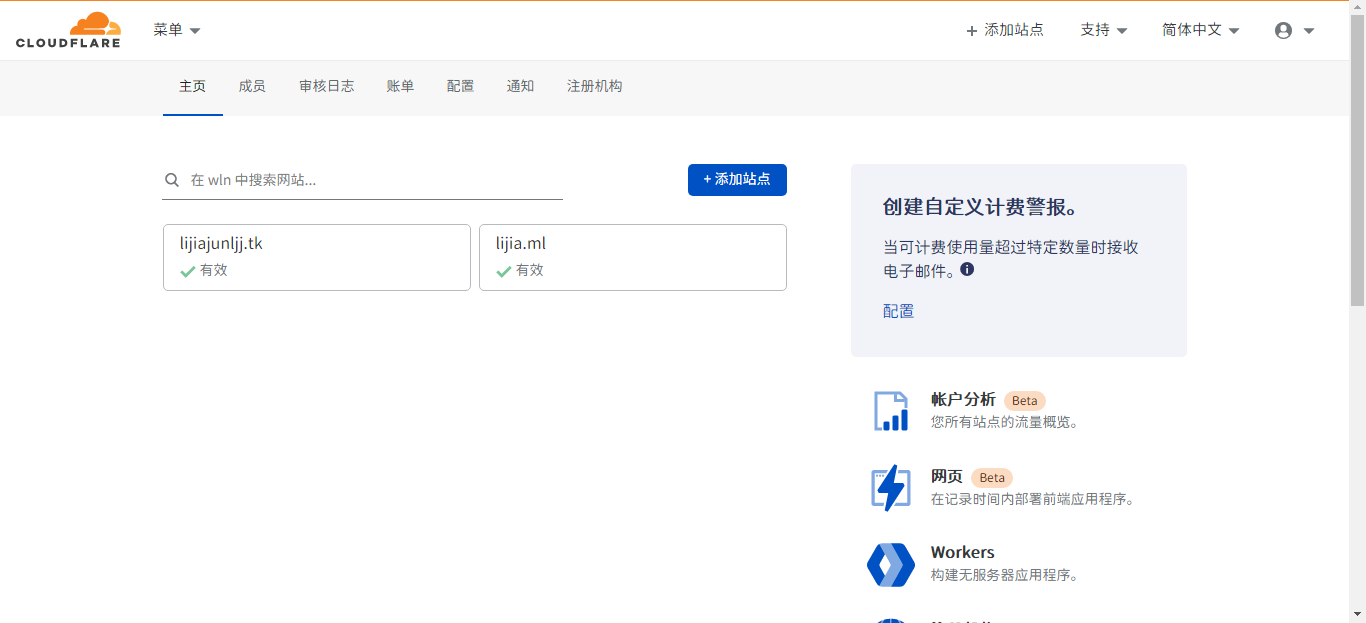 CLOUDFLARE
菜单
+ 添加站点
支持
简体中文
主页
成员
审核日志
账单
配置
通知
注册机构
在 wln 中搜索网站...
+ 添加站点
lijiajunljj.tk
有效
lijia.ml
有效
创建自定义计费警报。
当可计费使用量超过特定数量时接收
电子邮件。
配置
帐户分析 Beta
您所有站点的流量概览。
网页 Beta
在记录时间内部署前端应用程序。
Workers
构建无服务器应用程序。